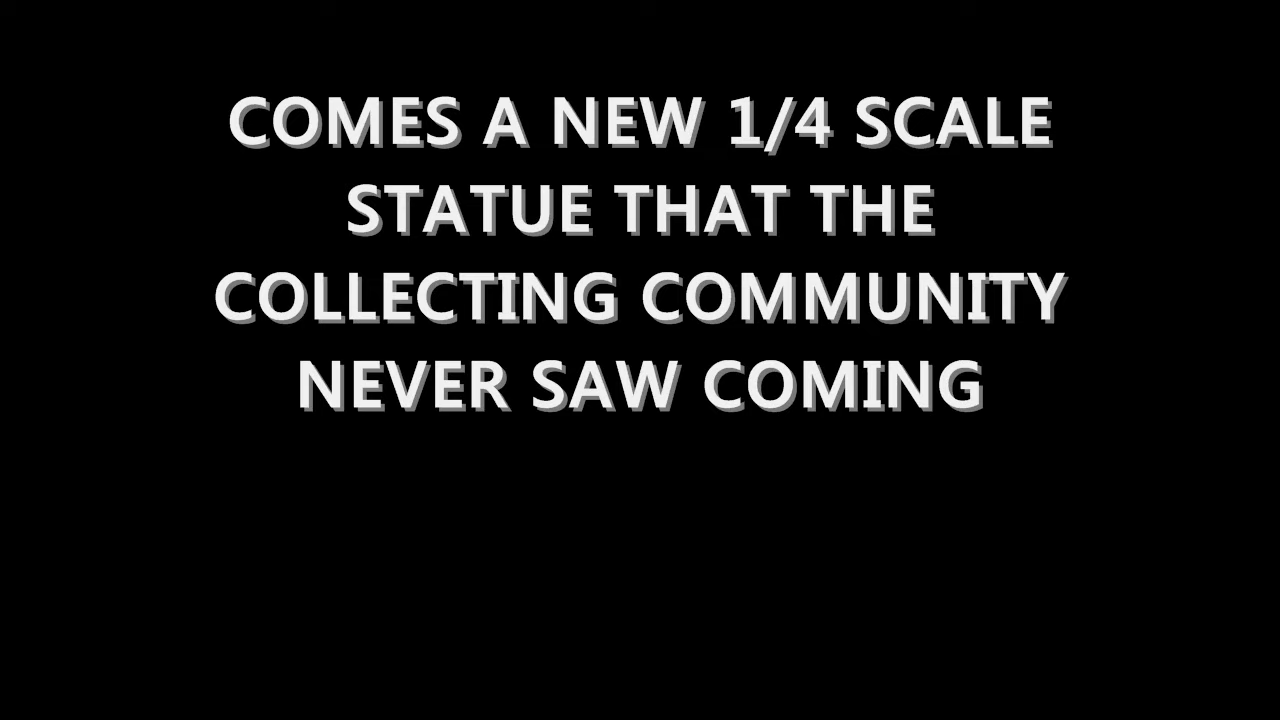 COMES A NEW 1/4 SCALE
STATUE THAT THE
COLLECTING COMMUNITY
NEVER SAW COMING